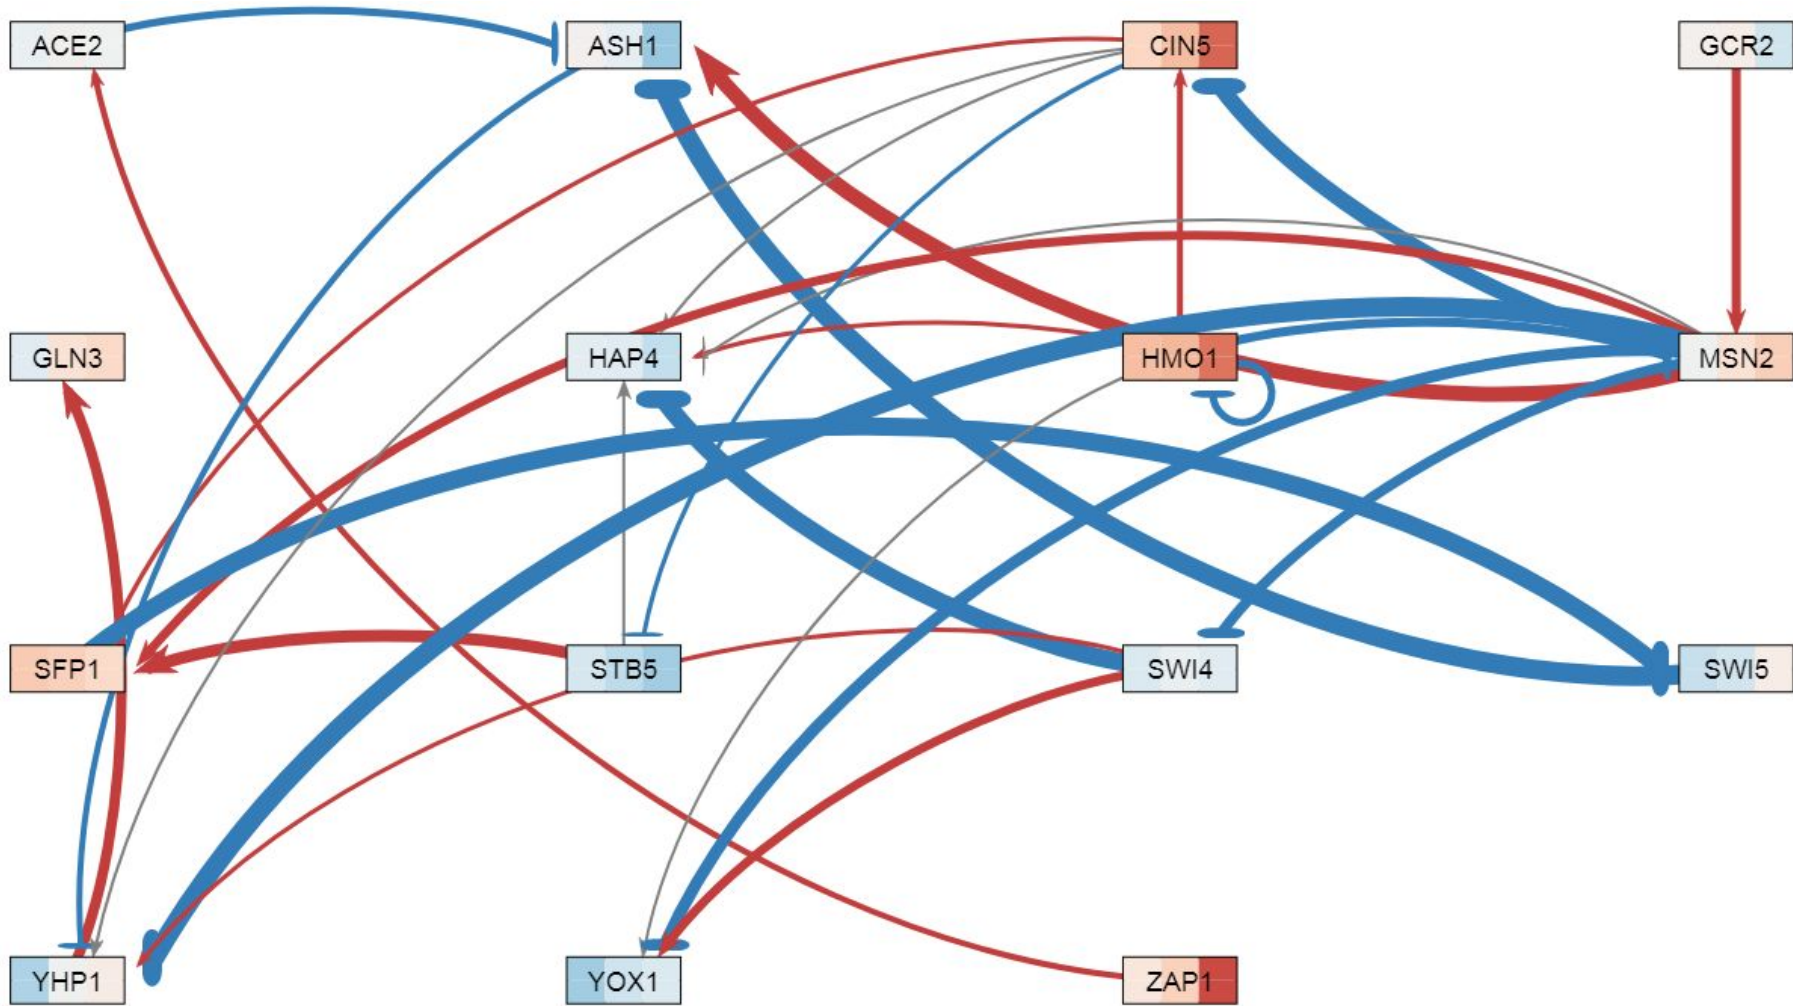 ACE2
ASH1
CIN5
GCR2
GLN3
HAP4
HMO1
MSN2
SFP1
STB5
SWI4
SWI5
YHP1
YOX1
ZAP1